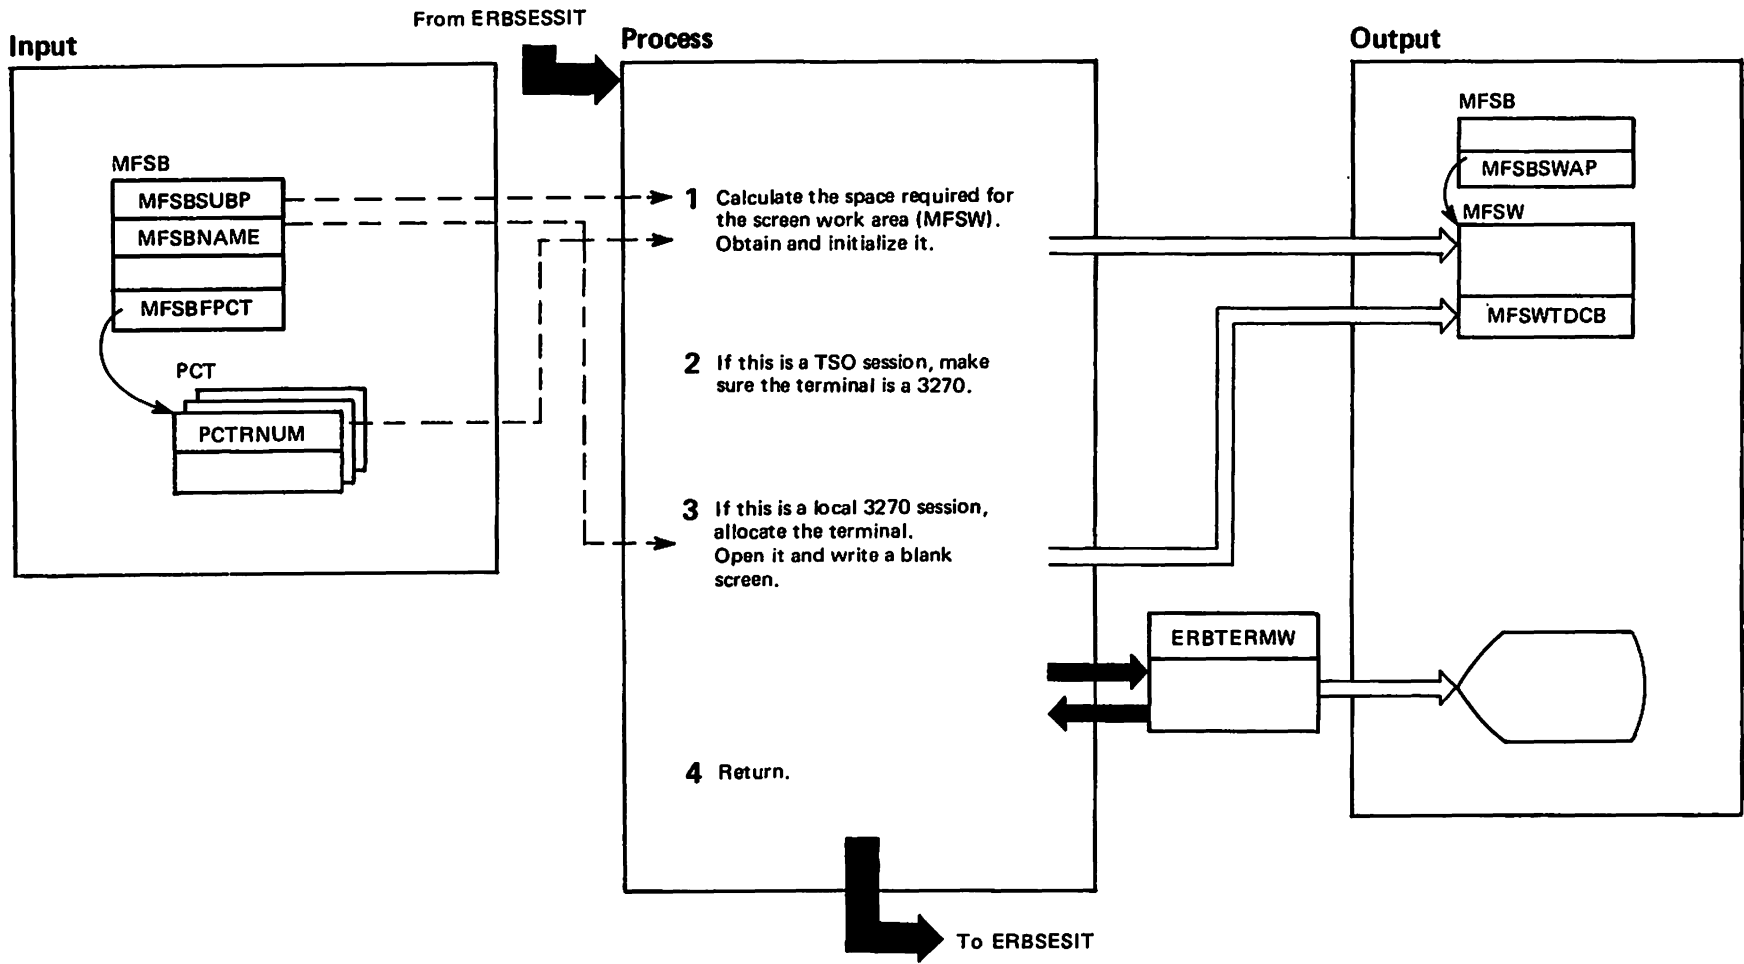 From ERBSESSIT
Input
Process
Output
MFSB
MFSBSUBP
MFSBNAME
MFSBFPCT
PCT
PCTRNUM
1 Calculate the space required for
the screen work area (MFSW).
Obtain and initialize it.
2 If this is a TSO session, make
sure the terminal is a 3270.
3 If this is a local 3270 session,
allocate the terminal.
Open it and write a blank
screen.
4 Return.
To ERBSESIT
ERBTERMW
MFSB
MFSBSWAP
MFSW
MFSWTDCB